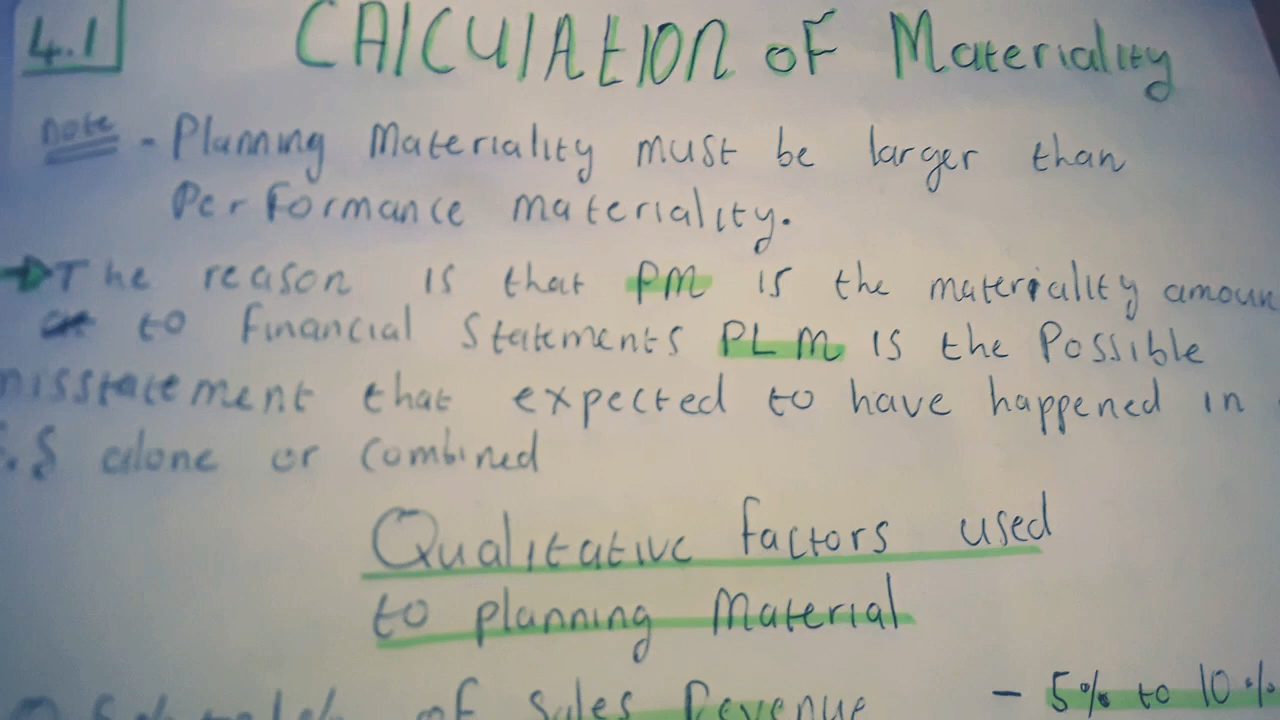 4.1 CALCULATION of Materiality
note - Planning Materiality must be larger than
Performance materiality.
The reason is that PM is the materiality
to financial statements PLM is the Possible
misstatement that expected to have happened in
alone or combined
Qualitative factors used
to planning Material
of Sales Revenue - 5% to 10%